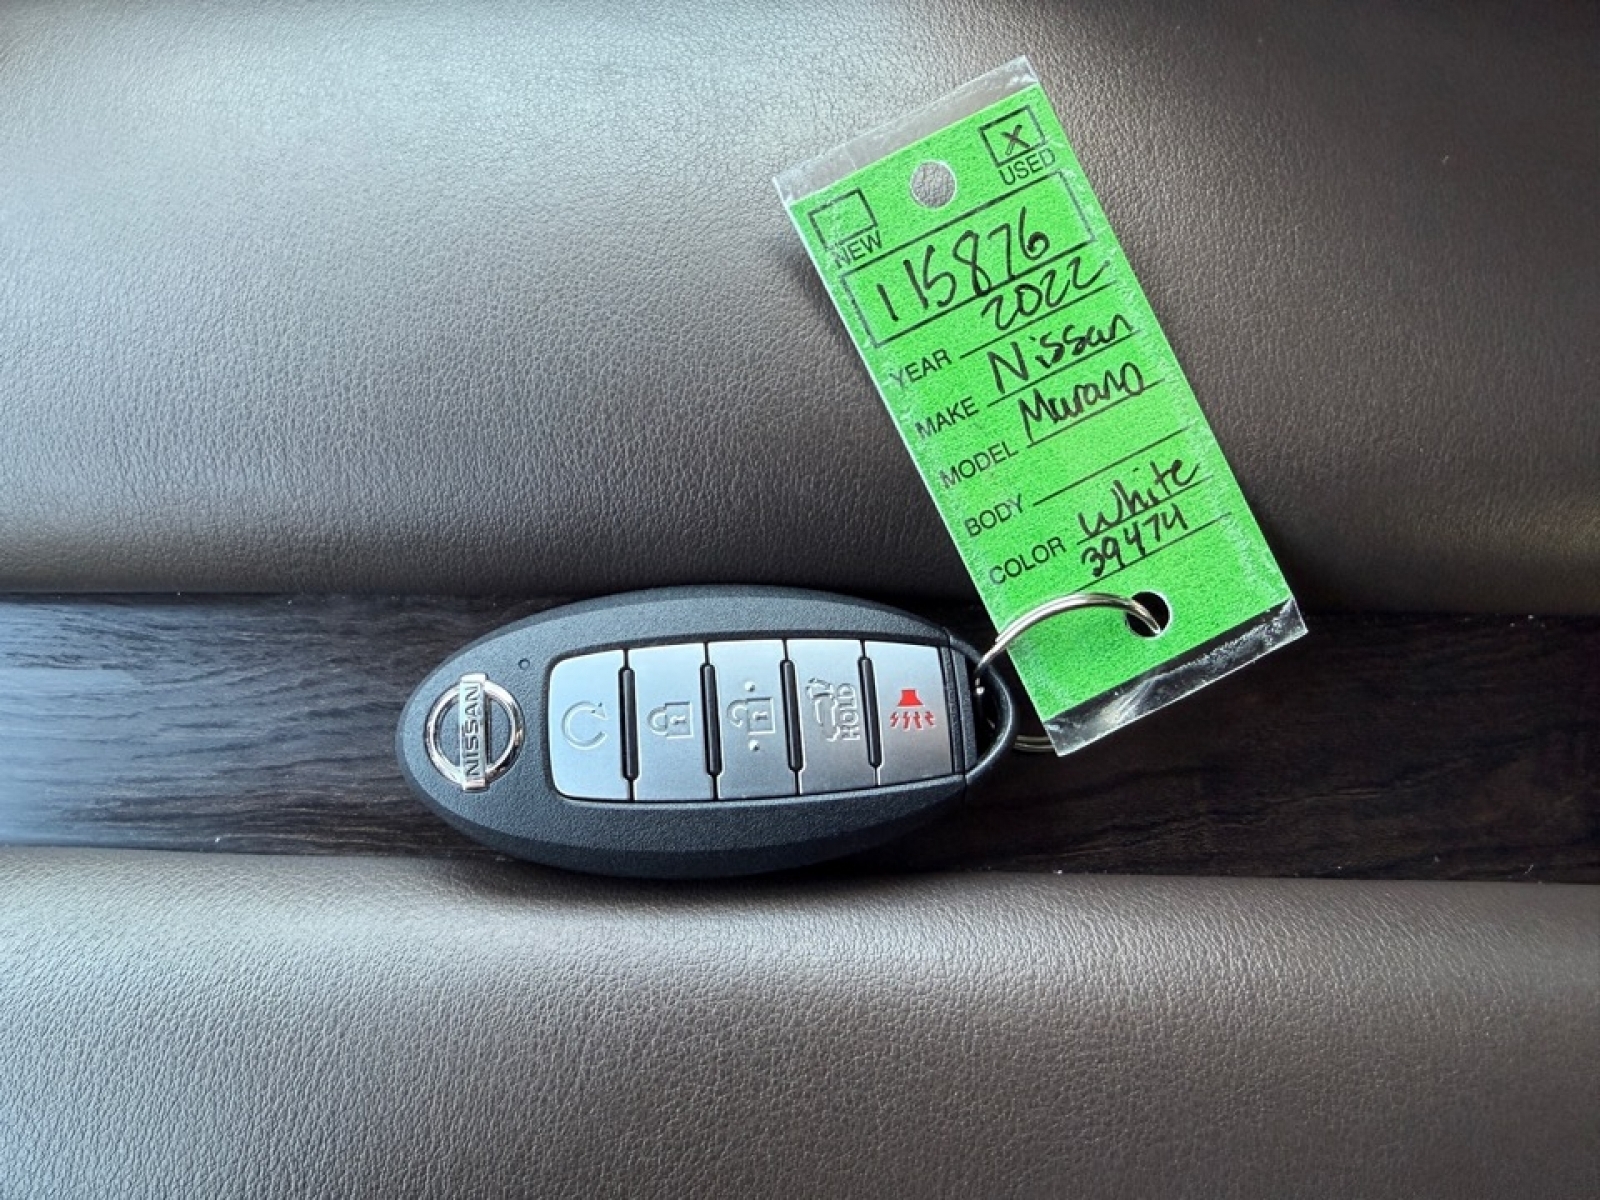 X
USED
NEW
115876
YEAR 2022
MAKE Nissan
MODEL Murano
BODY
COLOR White
39474
NISSAN
HOLD